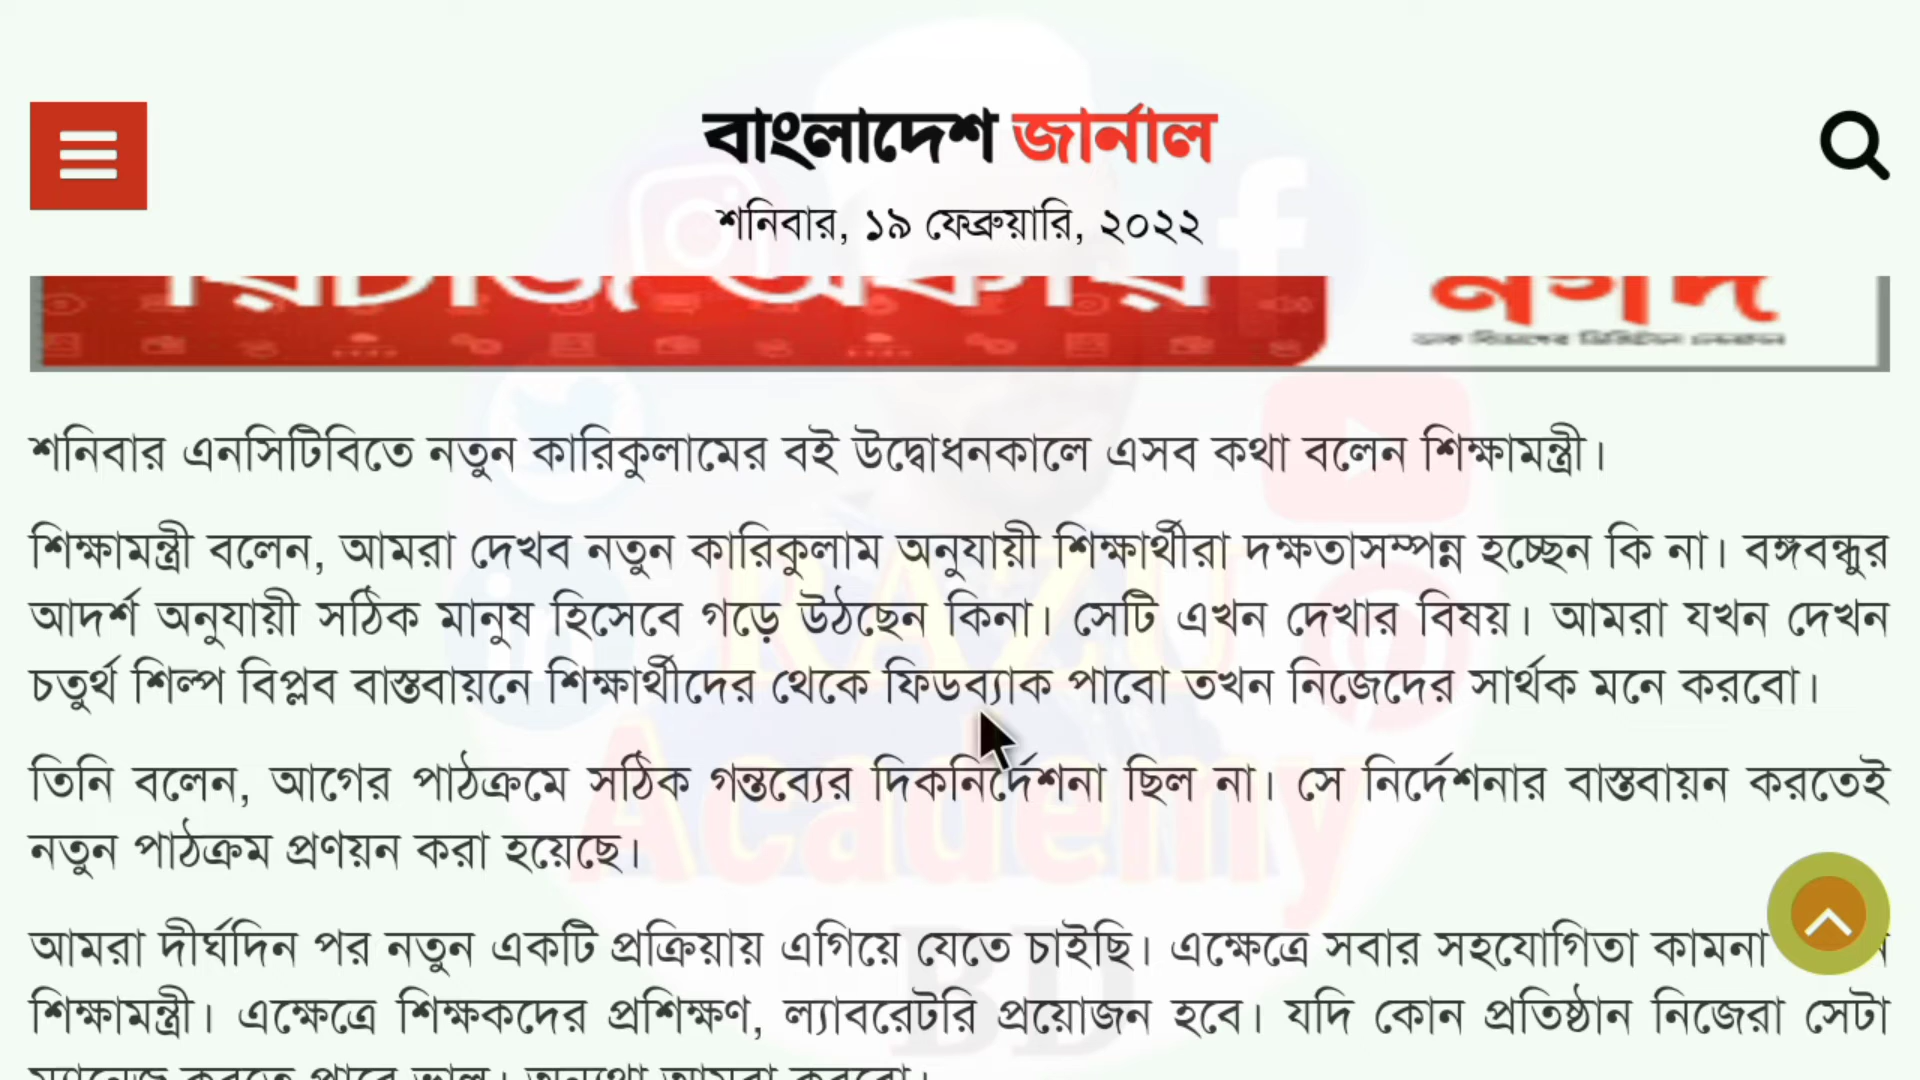 বাংলাদেশ জার্নাল
শনিবার, ১৯ ফেব্রুয়ারি, ২০২২
রিচার্জ অফার
নগদ
শনিবার এনসিটিবিতে নতুন কারিকুলামের বই উদ্বোধনকালে এসব কথা বলেন শিক্ষামন্ত্রী।
শিক্ষামন্ত্রী বলেন, আমরা দেখব নতুন কারিকুলাম অনুযায়ী শিক্ষার্থীরা দক্ষতাসম্পন্ন হচ্ছেন কি না। বঙ্গবন্ধুর
আদর্শ অনুযায়ী সঠিক মানুষ হিসেবে গড়ে উঠছেন কিনা। সেটি এখন দেখার বিষয়। আমরা যখন দেখন
চতুর্থ শিল্প বিপ্লব বাস্তবায়নে শিক্ষার্থীদের থেকে ফিডব্যাক পাবো তখন নিজেদের সার্থক মনে করবো।
তিনি বলেন, আগের পাঠক্রমে সঠিক গন্তব্যের দিকনির্দেশনা ছিল না। সে নির্দেশনার বাস্তবায়ন করতেই
নতুন পাঠক্রম প্রণয়ন করা হয়েছে।
আমরা দীর্ঘদিন পর নতুন একটি প্রক্রিয়ায় এগিয়ে যেতে চাইছি। এক্ষেত্রে সবার সহযোগিতা কামনা
শিক্ষামন্ত্রী। এক্ষেত্রে শিক্ষকদের প্রশিক্ষণ, ল্যাবরেটরি প্রয়োজন হবে। যদি কোন প্রতিষ্ঠান নিজেরা সেটা
RAZU
Academy
BD